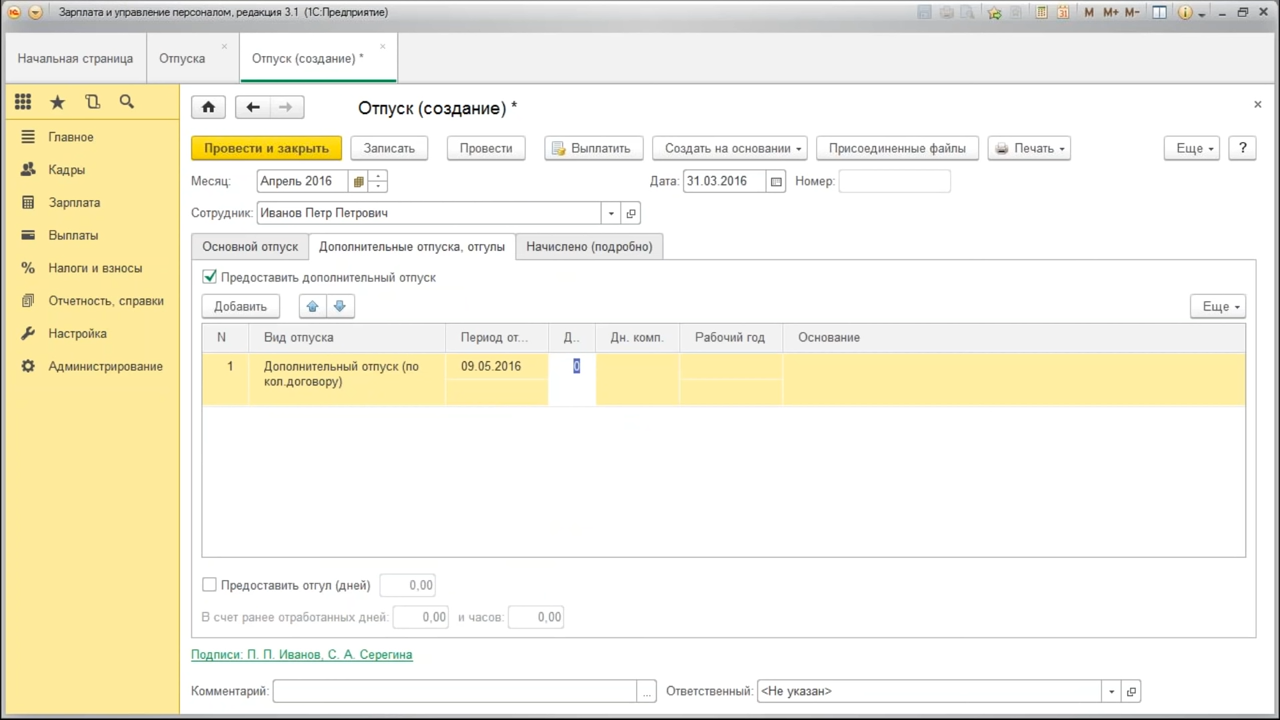 Зарплата и управление персоналом, редакция 3.1 (1С:Предприятие)
M M+ M-
Начальная страница
Отпуска
Отпуск (создание) *
Отпуск (создание) *
Главное
Кадры
Зарплата
Выплаты
Налоги и взносы
Отчетность, справки
Настройка
Администрирование
Провести и закрыть
Записать
Провести
Выплатить
Создать на основании
Присоединенные файлы
Печать
Еще
?
Месяц: Апрель 2016
Дата: 31.03.2016
Номер:
Сотрудник: Иванов Петр Петрович
Основной отпуск
Дополнительные отпуска, отгулы
Начислено (подробно)
Предоставить дополнительный отпуск
Добавить
Еще
N Вид отпуска Период от... Д.. Дн. комп. Рабочий год Основание
1 Дополнительный отпуск (по 09.05.2016 0
кол.договору)
Предоставить отгул (дней) 0,00
В счет ранее отработанных дней: 0,00 и часов: 0,00
Подписи: П. П. Иванов, С. А. Серегина
Комментарий: ...
Ответственный: <Не указан>